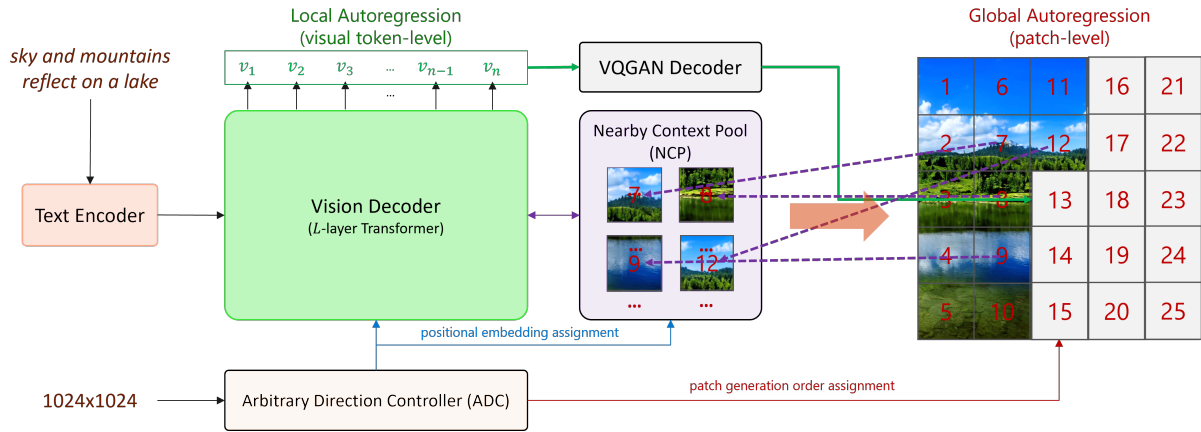 Local Autoregression
(visual token-level)
Global Autoregression
(patch-level)
sky and mountains
reflect on a lake
v1 v2 v3 ... vn−1 vn
...
VQGAN Decoder
Text Encoder
Vision Decoder
(L-layer Transformer)
Nearby Context Pool
(NCP)
7 8
... ...
9 12
... ...
1 6 11 16 21
2 7 12 17 22
3 8 13 18 23
4 9 14 19 24
5 10 15 20 25
positional embedding assignment
1024x1024
Arbitrary Direction Controller (ADC)
patch generation order assignment